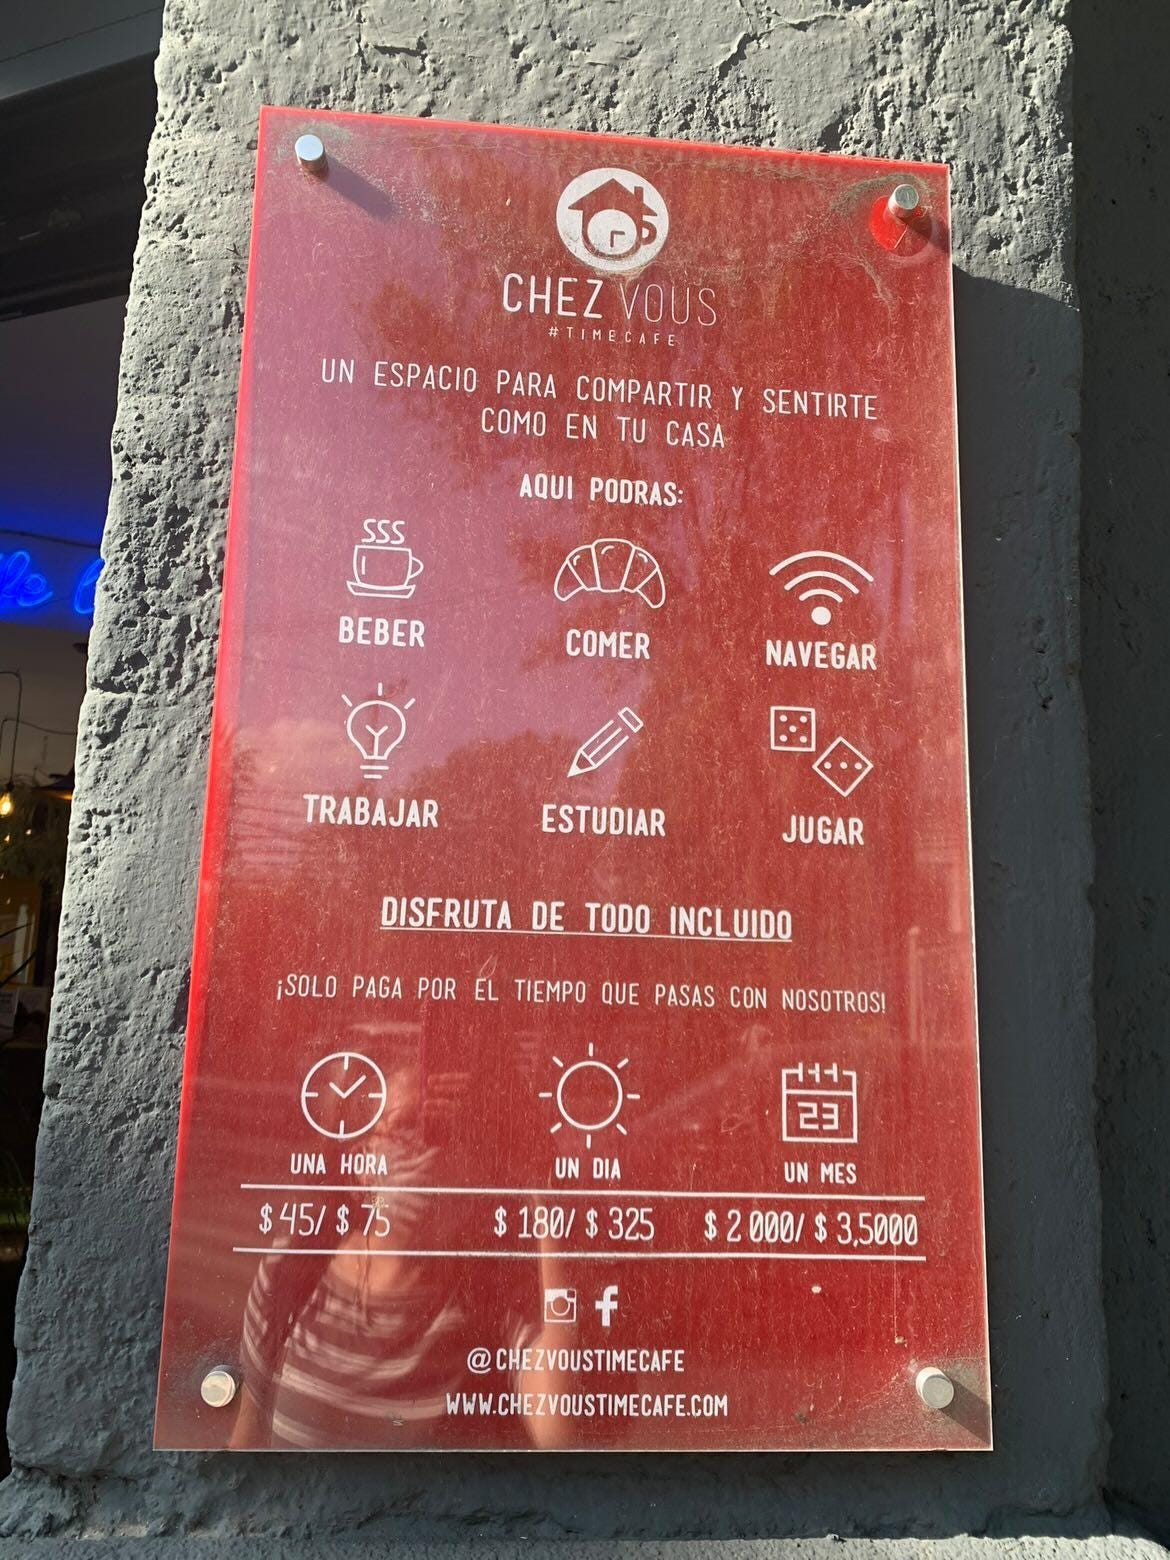 CHEZ VOUS
#TIMECAFE
UN ESPACIO PARA COMPARTIR Y SENTIRTE
COMO EN TU CASA
AQUI PODRAS:
BEBER COMER NAVEGAR
TRABAJAR ESTUDIAR JUGAR
DISFRUTA DE TODO INCLUIDO
¡SOLO PAGA POR EL TIEMPO QUE PASAS CON NOSOTROS!
23
UNA HORA UN DIA UN MES
$ 45/ $ 75 $ 180/ $ 325 $ 2 000/ $ 3,5000
@CHEZVOUSTIMECAFE
WWW.CHEZVOUSTIMECAFE.COM